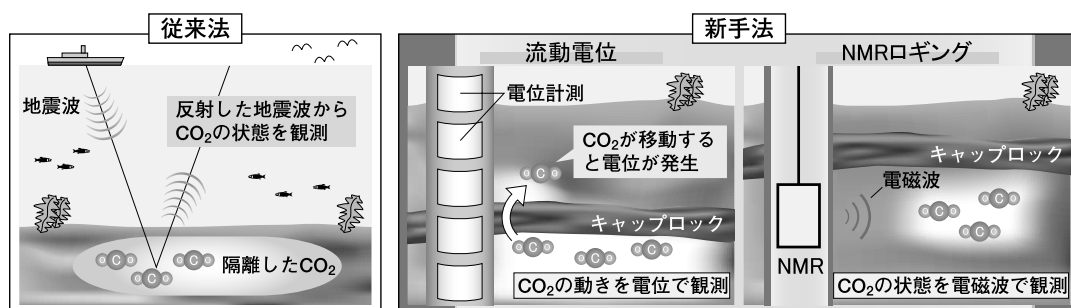 従来法
地震波
反射した地震波から
CO2の状態を観測
C
C
C
隔離したCO2
新手法
流動電位
電位計測
CO2が移動する
と電位が発生
O C O
キャップロック
O C O
O C O
O C O
CO2の動きを電位で観測
NMRロギング
キャップロック
電磁波
O C O
O C O
O C O
NMR
CO2の状態を電磁波で観測